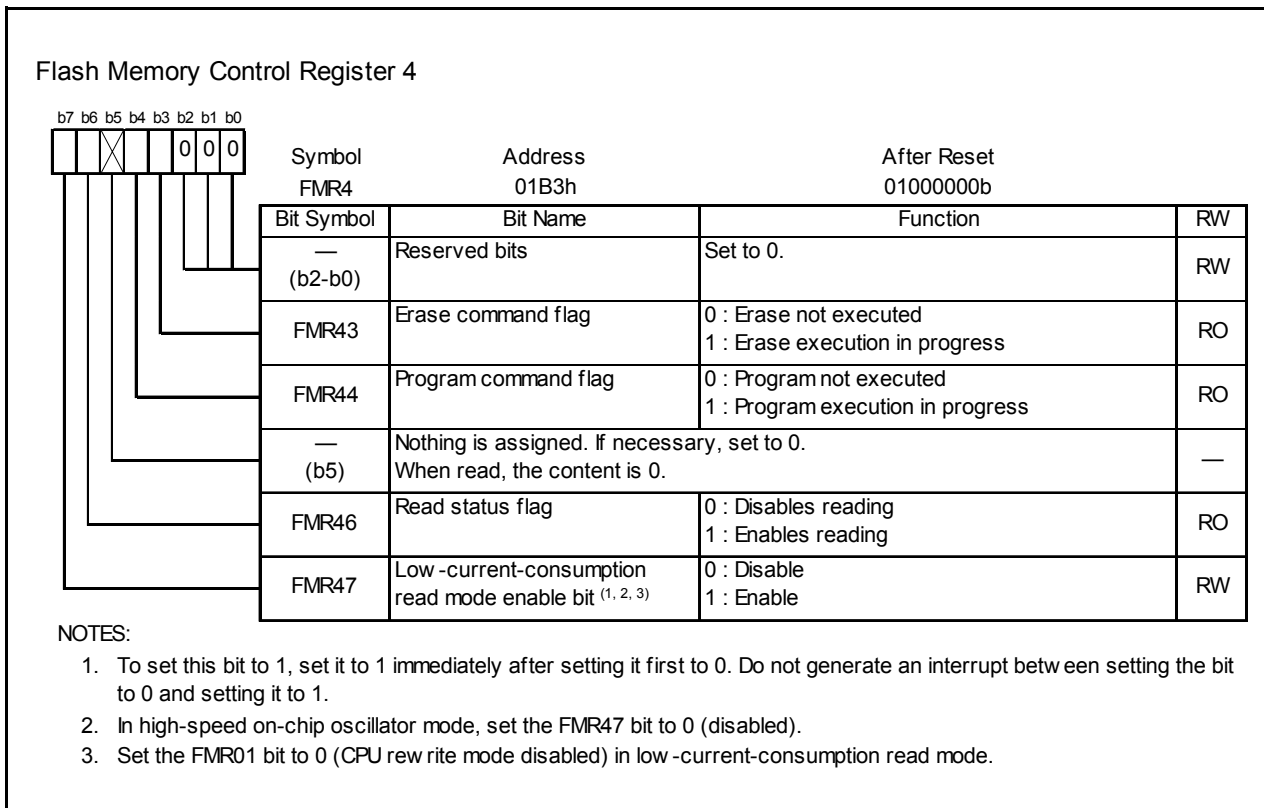 Flash Memory Control Register 4
b7 b6 b5 b4 b3 b2 b1 b0
0 0 0
Symbol Address After Reset
FMR4 01B3h 01000000b
Bit Symbol Bit Name Function RW
— (b2-b0) Reserved bits Set to 0. RW
FMR43 Erase command flag 0 : Erase not executed RO
1 : Erase execution in progress
FMR44 Program command flag 0 : Program not executed RO
1 : Program execution in progress
— (b5) Nothing is assigned. If necessary, set to 0. —
When read, the content is 0.
FMR46 Read status flag 0 : Disables reading RO
1 : Enables reading
FMR47 Low-current-consumption 0 : Disable RW
read mode enable bit (1, 2, 3) 1 : Enable
NOTES:
1. To set this bit to 1, set it to 1 immediately after setting it first to 0. Do not generate an interrupt between setting the bit
to 0 and setting it to 1.
2. In high-speed on-chip oscillator mode, set the FMR47 bit to 0 (disabled).
3. Set the FMR01 bit to 0 (CPU rewrite mode disabled) in low-current-consumption read mode.